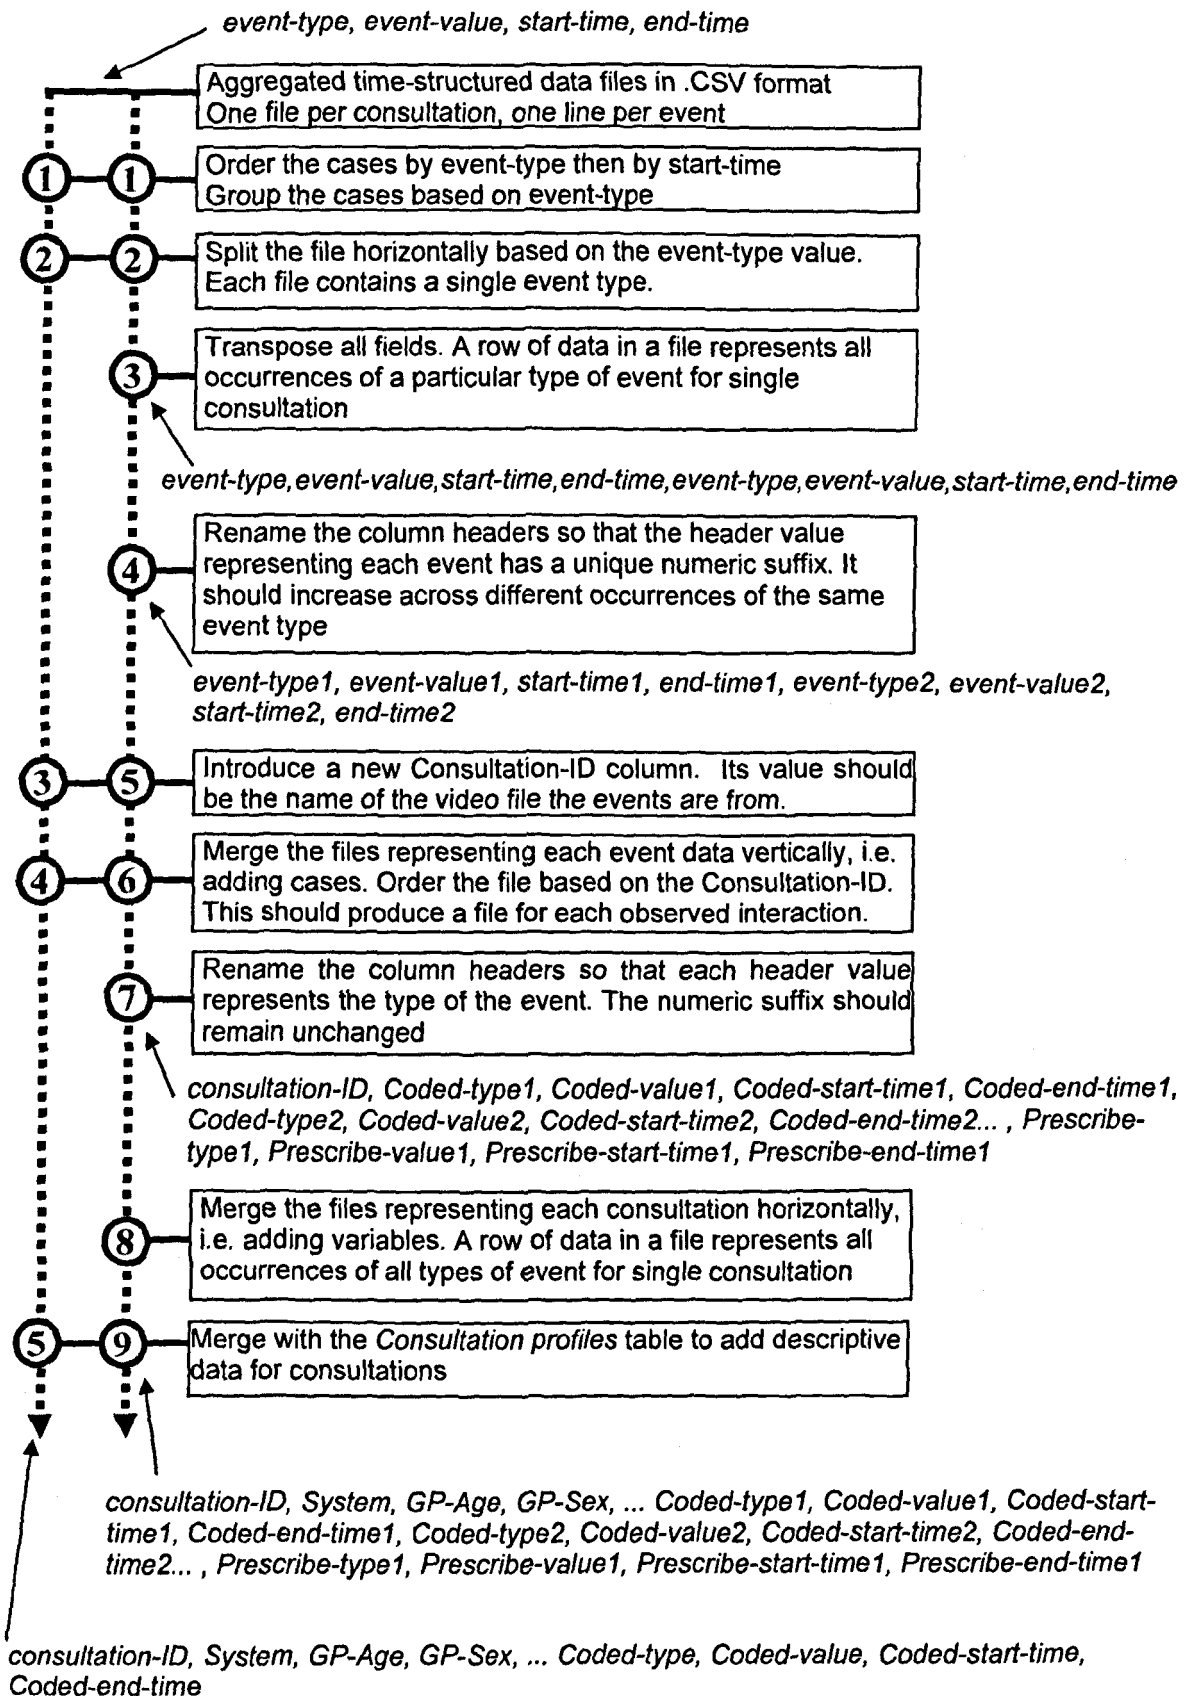 event-type, event-value, start-time, end-time
Aggregated time-structured data files in .CSV format
One file per consultation, one line per event
1 1 Order the cases by event-type then by start-time
Group the cases based on event-type
2 2 Split the file horizontally based on the event-type value.
Each file contains a single event type.
Transpose all fields. A row of data in a file represents all
3 occurrences of a particular type of event for single
consultation
event-type, event-value, start-time, end-time, event-type, event-value, start-time, end-time
Rename the column headers so that the header value
4 representing each event has a unique numeric suffix. It
should increase across different occurrences of the same
event type
event-type1, event-value1, start-time1, end-time1, event-type2, event-value2,
start-time2, end-time2
3 5 Introduce a new Consultation-ID column. Its value should
be the name of the video file the events are from.
Merge the files representing each event data vertically, i.e.
4 6 adding cases. Order the file based on the Consultation-ID.
This should produce a file for each observed interaction.
Rename the column headers so that each header value
7 represents the type of the event. The numeric suffix should
remain unchanged
consultation-ID, Coded-type1, Coded-value1, Coded-start-time1, Coded-end-time1,
Coded-type2, Coded-value2, Coded-start-time2, Coded-end-time2... , Prescribe-
type1, Prescribe-value1, Prescribe-start-time1, Prescribe-end-time1
Merge the files representing each consultation horizontally,
8 i.e. adding variables. A row of data in a file represents all
occurrences of all types of event for single consultation
5 9 Merge with the Consultation profiles table to add descriptive
data for consultations
consultation-ID, System, GP-Age, GP-Sex, ... Coded-type1, Coded-value1, Coded-start-
time1, Coded-end-time1, Coded-type2, Coded-value2, Coded-start-time2, Coded-end-
time2... , Prescribe-type1, Prescribe-value1, Prescribe-start-time1, Prescribe-end-time1
consultation-ID, System, GP-Age, GP-Sex, ... Coded-type, Coded-value, Coded-start-time,
Coded-end-time